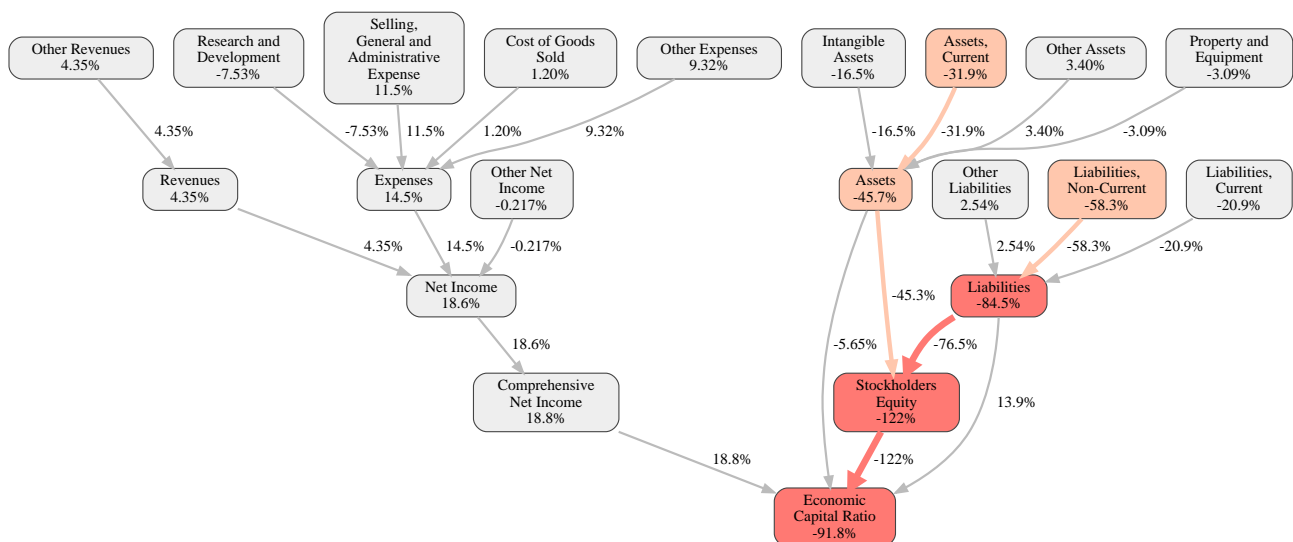 Other Revenues
4.35%
Research and
Development
-7.53%
Selling,
General and
Administrative
Expense
11.5%
Cost of Goods
Sold
1.20%
Other Expenses
9.32%
Intangible
Assets
-16.5%
Assets,
Current
-31.9%
Other Assets
3.40%
Property and
Equipment
-3.09%
4.35%
-7.53%
11.5%
1.20%
9.32%
-16.5%
-31.9%
3.40%
-3.09%
Revenues
4.35%
Expenses
14.5%
Other Net
Income
-0.217%
Assets
-45.7%
Other
Liabilities
2.54%
Liabilities,
Non-Current
-58.3%
Liabilities,
Current
-20.9%
4.35%
14.5%
-0.217%
2.54%
-58.3%
-20.9%
Net Income
18.6%
-45.3%
Liabilities
-84.5%
18.6%
-5.65%
-76.5%
Comprehensive
Net Income
18.8%
Stockholders
Equity
-122%
13.9%
18.8%
-122%
Economic
Capital Ratio
-91.8%